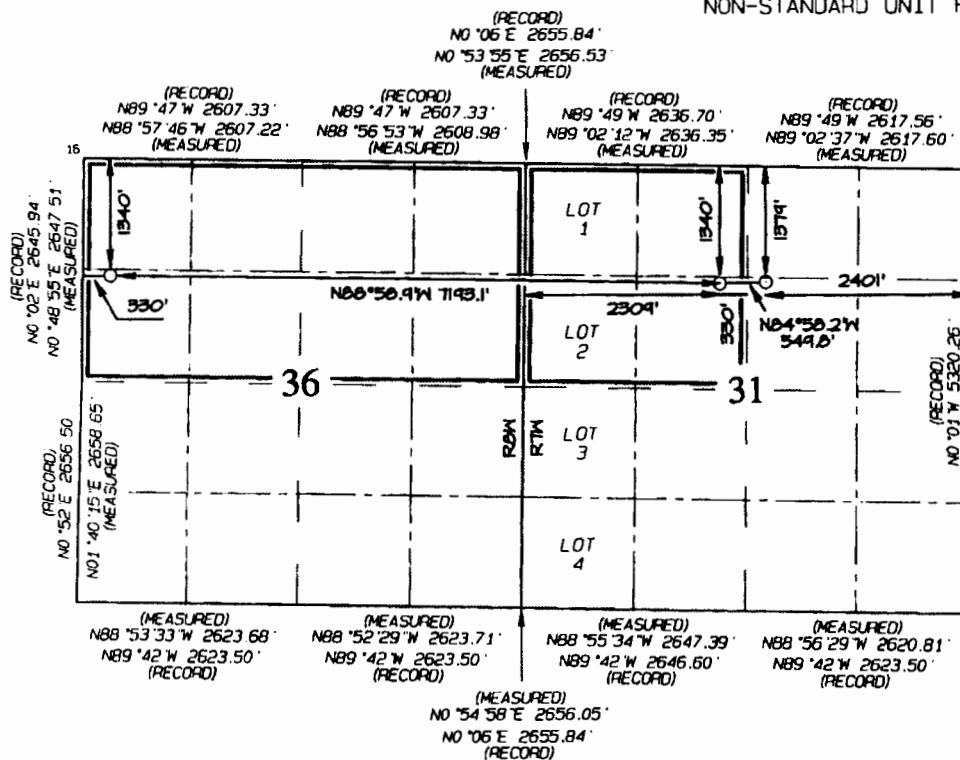 NON-STANDARD UNIT
(RECORD)
N0 °06'E 2655.84'
N0 °53'55"E 2656.53'
(MEASURED)
(RECORD)
N89 °47'W 2607.33'
N88 °57'46"W 2607.22'
(MEASURED)
(RECORD)
N89 °47'W 2607.33'
N88 °56'53"W 2608.98'
(MEASURED)
(RECORD)
N89 °49'W 2636.70'
N89 °02'12"W 2636.35'
(MEASURED)
(RECORD)
N89 °49'W 2617.56'
N89 °02'37"W 2617.60'
(MEASURED)
16
(RECORD)
N0 °02'E 2645.94'
N0 °48'55"E 2647.51'
(MEASURED)
1340'
LOT
1
1340'
1379'
330'
N88°58.9'W 7193.1'
2309'
330'
2401'
N84°58.2'W
549.8'
LOT
2
36
31
(RECORD)
N0 °01'W 5320.26'
(RECORD)
N0 °52'E 2656.50
N01 °40'15"E 2658.65'
(MEASURED)
R8W
R7W
LOT
3
LOT
4
(MEASURED)
N88 °53'33"W 2623.68'
N89 °42'W 2623.50'
(RECORD)
(MEASURED)
N88 °52'29"W 2623.71'
N89 °42'W 2623.50'
(RECORD)
(MEASURED)
N88 °55'34"W 2647.39'
N89 °42'W 2646.60'
(RECORD)
(MEASURED)
N88 °56'29"W 2620.81'
N89 °42'W 2623.50'
(RECORD)
(MEASURED)
N0 °54'58"E 2656.05'
N0 °06'E 2655.84'
(RECORD)